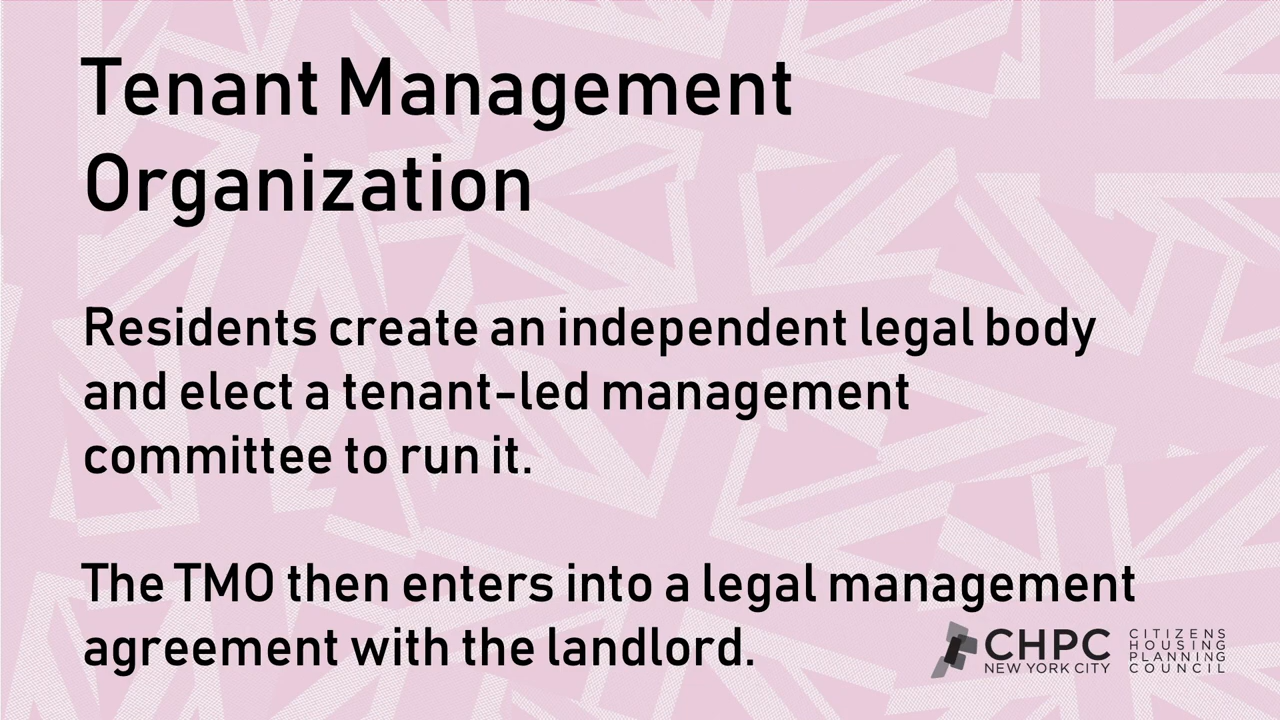 Tenant Management
Organization
Residents create an independent legal body
and elect a tenant-led management
committee to run it.
The TMO then enters into a legal management
agreement with the landlord.
CHPC
NEW YORK CITY
CITIZENS
HOUSING
PLANNING
COUNCIL